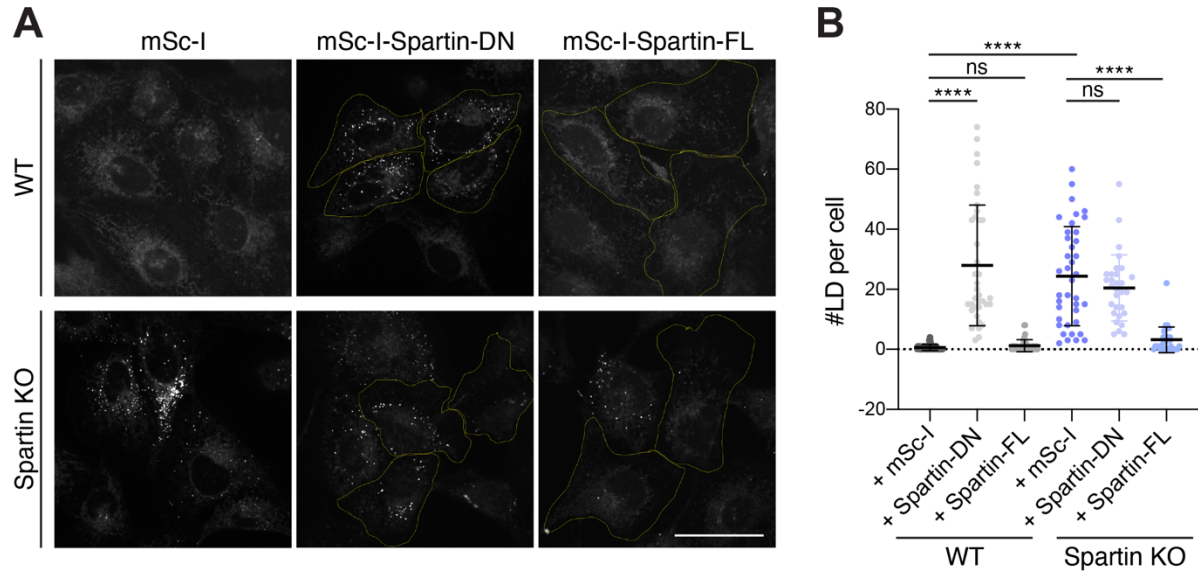 A
mSc-I
mSc-I-Spartin-DN
mSc-I-Spartin-FL
WT
Spartin KO
B
****
ns
****
****
ns
#LD per cell
80
60
40
20
0
-20
+ mSc-I
+ Spartin-DN
+ Spartin-FL
+ mSc-I
+ Spartin-DN
+ Spartin-FL
WT
Spartin KO